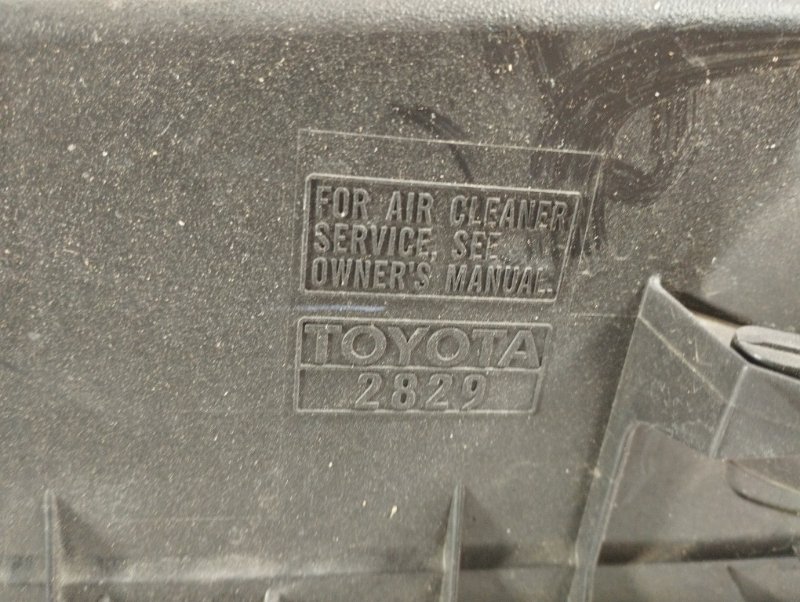 FOR AIR CLEANER
SERVICE, SEE
OWNER'S MANUAL.
TOYOTA
2829